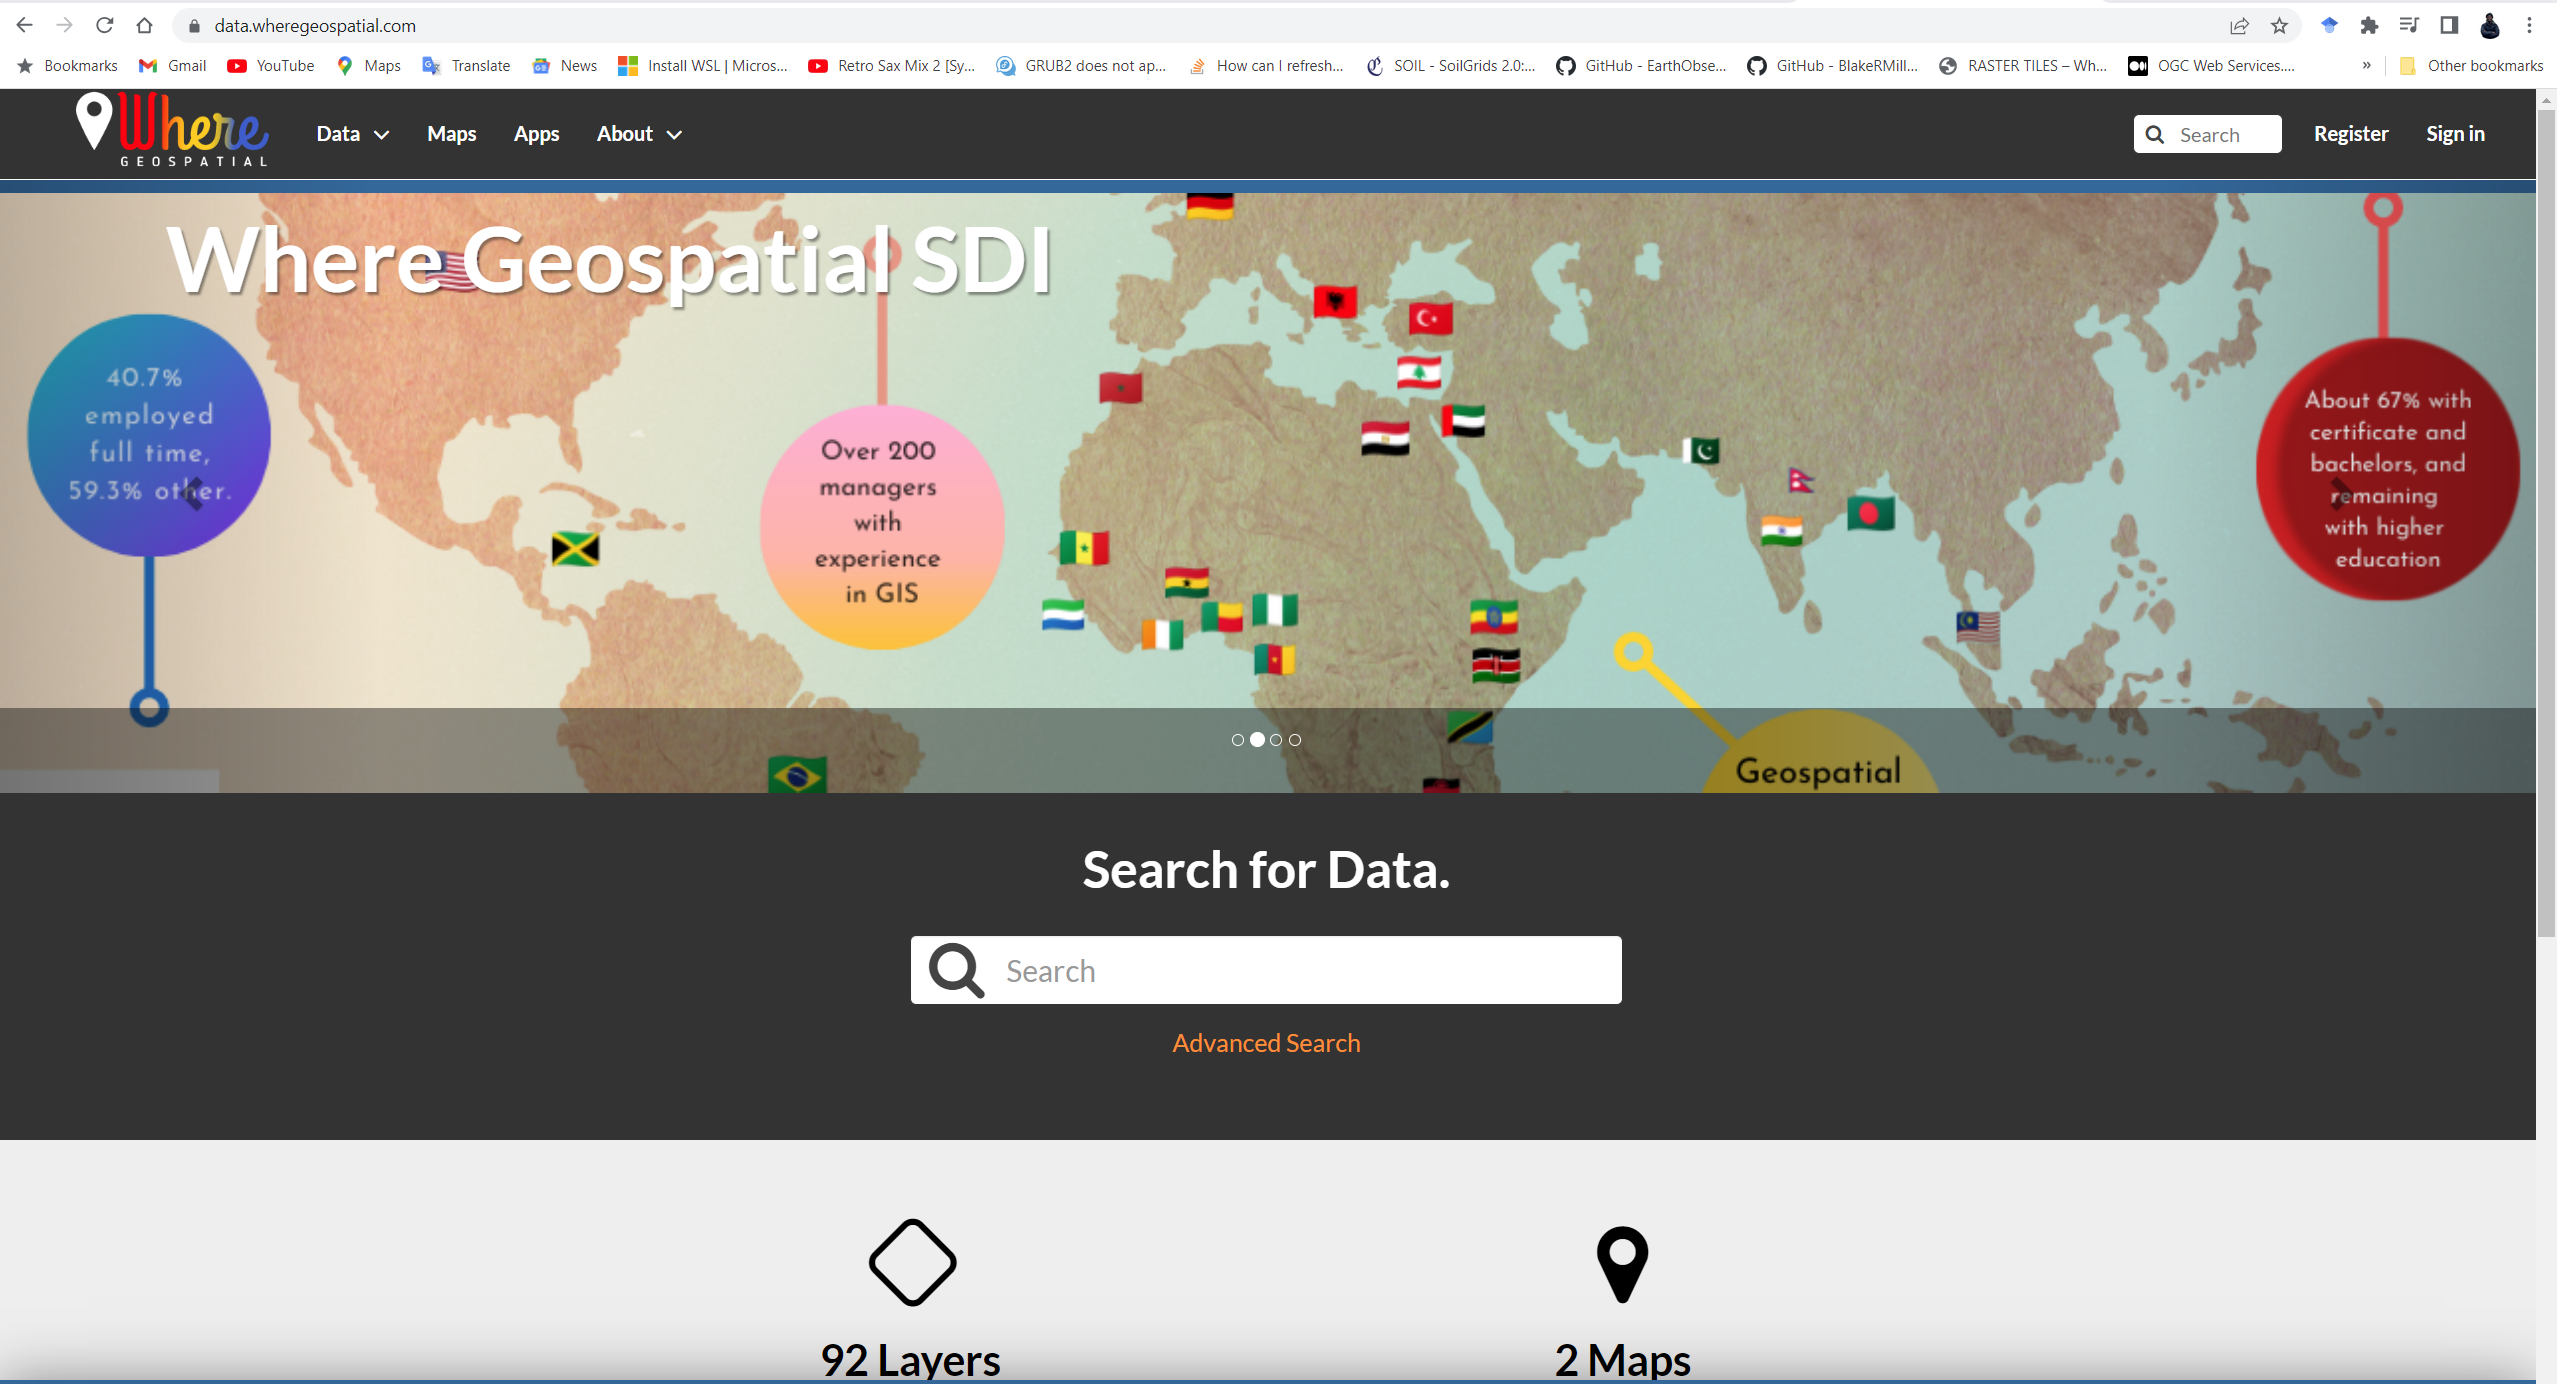 data.wheregeospatial.com
Bookmarks Gmail YouTube Maps Translate News Install WSL | Micros... Retro Sax Mix 2 [Sy... GRUB2 does not ap... How can I refresh... SOIL - SoilGrids 2.0:... GitHub - EarthObse... GitHub - BlakeRMill... RASTER TILES – Wh... OGC Web Services.... » Other bookmarks
Where
GEOSPATIAL
Data Maps Apps About Search Register Sign in
Where Geospatial SDI
40.7%
employed
full time,
59.3% other.
Over 200
managers
with
experience
in GIS
About 67% with
certificate and
bachelors, and
remaining
with higher
education
Geospatial
Search for Data.
Search
Advanced Search
92 Layers
2 Maps